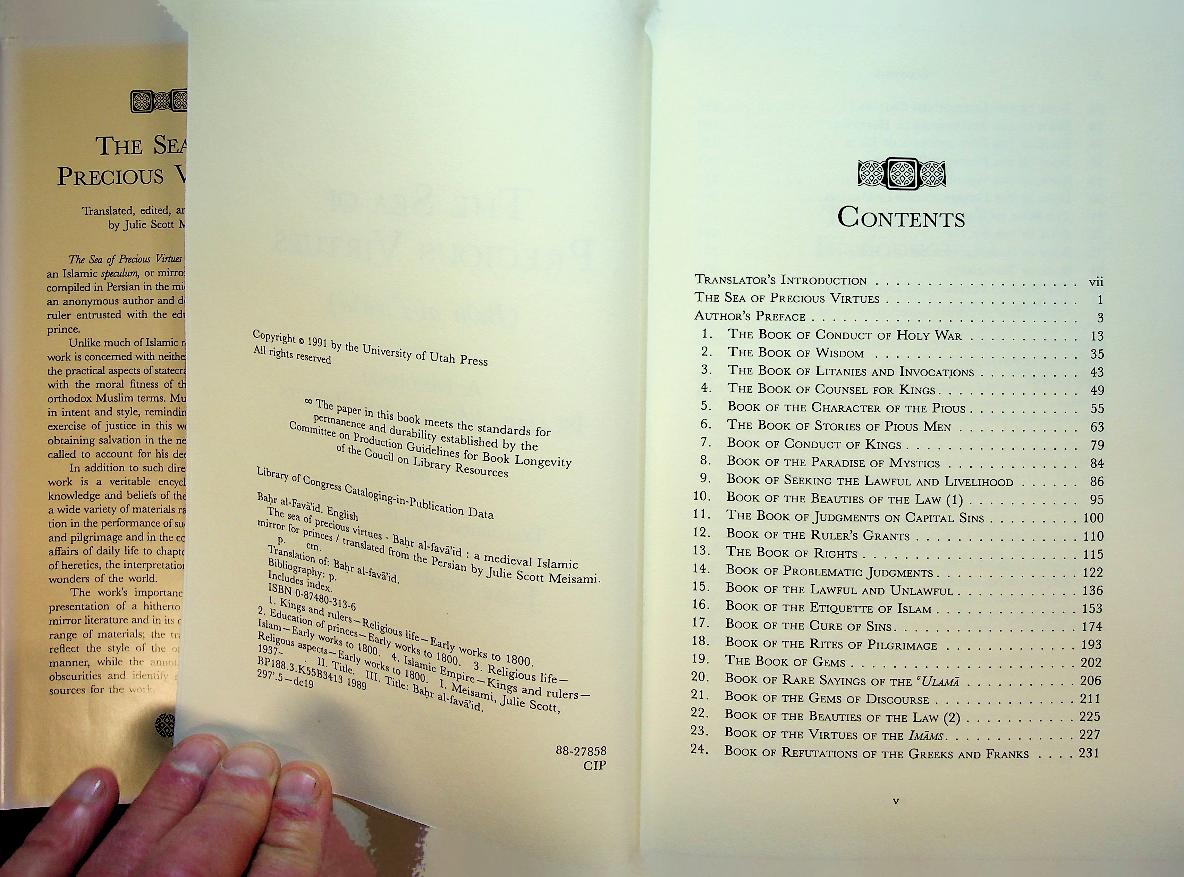 THE SEA
PRECIOUS
Translated, edited,
by Julie Scott
The Sea of Precious Virtues
an Islamic speculum, or mirro
compiled in Persian in the mi
an anonymous author and d
ruler entrusted with the edu
prince.
Unlike much of Islamic
work is concerned with neithe
the practical aspects of statecra
with the moral fitness of th
orthodox Muslim terms. Mu
in intent and style, remindin
exercise of justice in this w
obtaining salvation in the ne
called to account for his dee
In addition to such dire
work is a veritable encycl
knowledge and beliefs of the
a wide variety of materials ra
tion in the performance of su
and pilgrimage and in the co
affairs of daily life to chapte
of heretics, the interpretation
wonders of the world.
The work's importance
presentation of a hitherto
mirror literature and in its
range of materials; the
reflect the style of the
manner, while the annot
obscurities and identify
sources for the work.
Copyright © 1991 by the University of Utah Press
All rights reserved
∞ The paper in this book meets the standards for
permanence and durability established by the
Committee on Production Guidelines for Book Longevity
of the Coucil on Library Resources
Library of Congress Cataloging-in-Publication Data
Baḥr al-Favā'id. English
The sea of precious virtues - Baḥr al-favā'id : a medieval Islamic
mirror for princes / translated from the Persian by Julie Scott Meisami.
p. cm.
Translation of: Baḥr al-favā'id.
Bibliography: p.
Includes index.
ISBN 0-87480-313-6
1. Kings and rulers—Religious life—Early works to 1800.
2. Education of princes—Early works to 1800. 3. Religious life—
Islam—Early works to 1800. 4. Islamic Empire—Kings and rulers—
Religous aspects—Early works to 1800. I. Meisami, Julie Scott,
1937- II. Title. III. Title: Baḥr al-favā'id.
BP188.3.K55B3413 1989
297'.5—dc19
88-27858
CIP
CONTENTS
TRANSLATOR'S INTRODUCTION . . . . . . . . . . . . . . . . . . . . vii
THE SEA OF PRECIOUS VIRTUES . . . . . . . . . . . . . . . . . . . 1
AUTHOR'S PREFACE . . . . . . . . . . . . . . . . . . . . . . . . . 3
1. THE BOOK OF CONDUCT OF HOLY WAR . . . . . . . . . . . 13
2. THE BOOK OF WISDOM . . . . . . . . . . . . . . . . . . . . 35
3. THE BOOK OF LITANIES AND INVOCATIONS . . . . . . . . . . 43
4. THE BOOK OF COUNSEL FOR KINGS . . . . . . . . . . . . . . 49
5. BOOK OF THE CHARACTER OF THE PIOUS . . . . . . . . . . . 55
6. THE BOOK OF STORIES OF PIOUS MEN . . . . . . . . . . . . 63
7. BOOK OF CONDUCT OF KINGS . . . . . . . . . . . . . . . . . 79
8. BOOK OF THE PARADISE OF MYSTICS . . . . . . . . . . . . . 84
9. BOOK OF SEEKING THE LAWFUL AND LIVELIHOOD . . . . . . 86
10. BOOK OF THE BEAUTIES OF THE LAW (1) . . . . . . . . . . . 95
11. THE BOOK OF JUDGMENTS ON CAPITAL SINS . . . . . . . . . 100
12. BOOK OF THE RULER'S GRANTS . . . . . . . . . . . . . . . . 110
13. THE BOOK OF RIGHTS . . . . . . . . . . . . . . . . . . . . . 115
14. BOOK OF PROBLEMATIC JUDGMENTS . . . . . . . . . . . . . . 122
15. BOOK OF THE LAWFUL AND UNLAWFUL . . . . . . . . . . . . 136
16. BOOK OF THE ETIQUETTE OF ISLAM . . . . . . . . . . . . . . 153
17. BOOK OF THE CURE OF SINS . . . . . . . . . . . . . . . . . . 174
18. BOOK OF THE RITES OF PILGRIMAGE . . . . . . . . . . . . . 193
19. THE BOOK OF GEMS . . . . . . . . . . . . . . . . . . . . . . 202
20. BOOK OF RARE SAYINGS OF THE ʿULAMĀ . . . . . . . . . . . 206
21. BOOK OF THE GEMS OF DISCOURSE . . . . . . . . . . . . . . 211
22. BOOK OF THE BEAUTIES OF THE LAW (2) . . . . . . . . . . . 225
23. BOOK OF THE VIRTUES OF THE IMĀMS . . . . . . . . . . . . . 227
24. BOOK OF REFUTATIONS OF THE GREEKS AND FRANKS . . . . 231
v